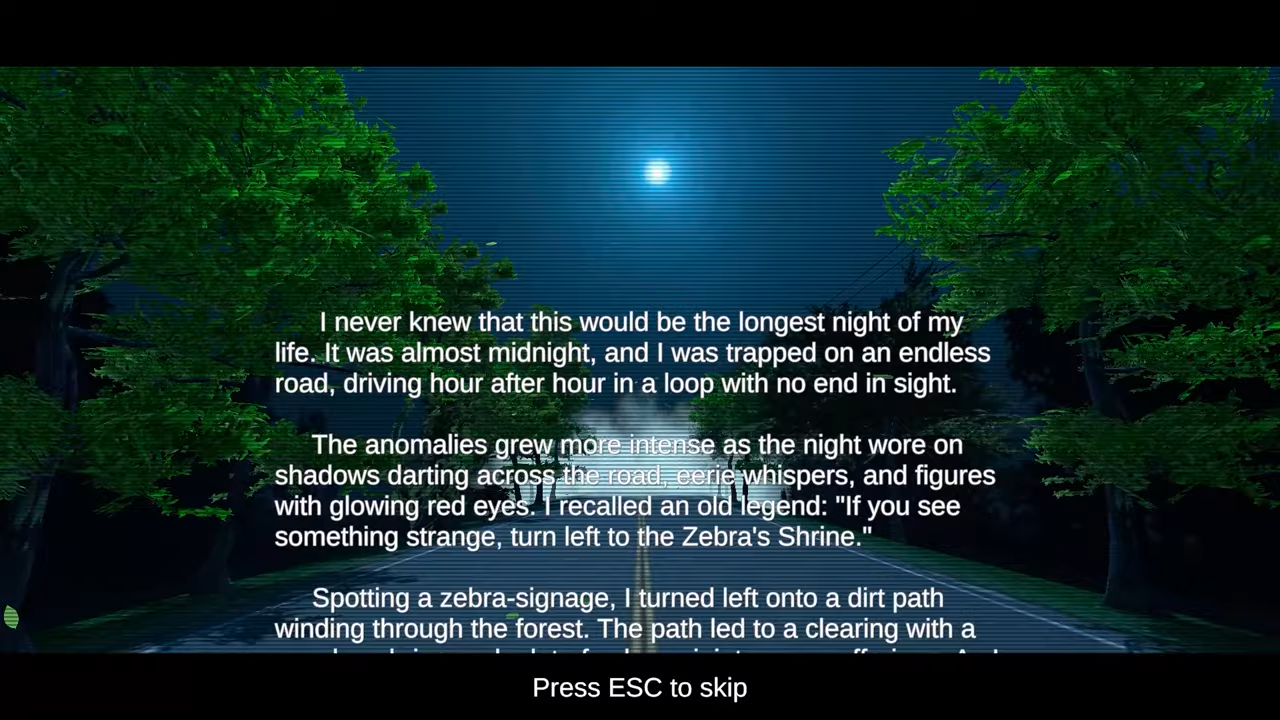 I never knew that this would be the longest night of my
life. It was almost midnight, and I was trapped on an endless
road, driving hour after hour in a loop with no end in sight.
The anomalies grew more intense as the night wore on
shadows darting across the road, eerie whispers, and figures
with glowing red eyes. I recalled an old legend: "If you see
something strange, turn left to the Zebra's Shrine."
Spotting a zebra-signage, I turned left onto a dirt path
winding through the forest. The path led to a clearing with a
Press ESC to skip